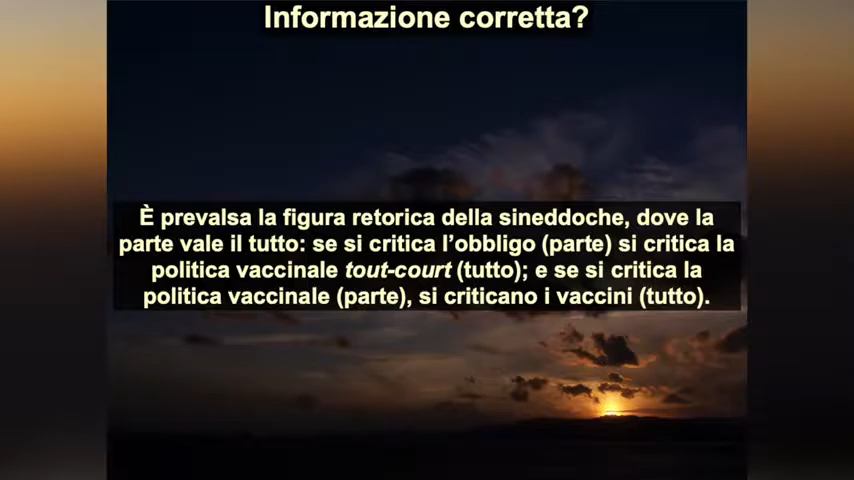 Informazione corretta?
È prevalsa la figura retorica della sineddoche, dove la
parte vale il tutto: se si critica l'obbligo (parte) si critica la
politica vaccinale tout-court (tutto); e se si critica la
politica vaccinale (parte), si criticano i vaccini (tutto).